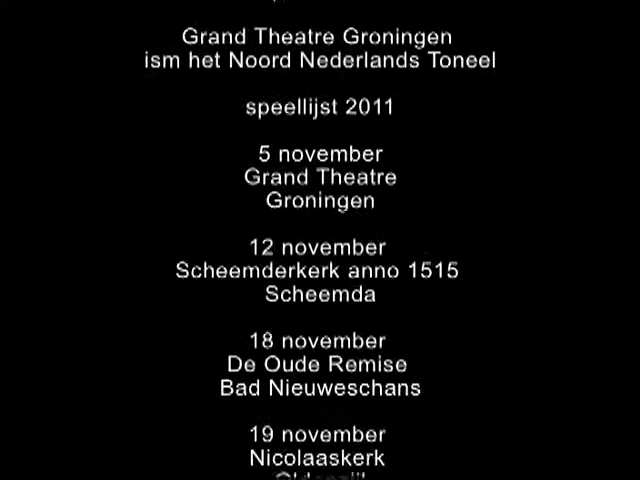 Grand Theatre Groningen
ism het Noord Nederlands Toneel
speellijst 2011
5 november
Grand Theatre
Groningen
12 november
Scheemderkerk anno 1515
Scheemda
18 november
De Oude Remise
Bad Nieuweschans
19 november
Nicolaaskerk